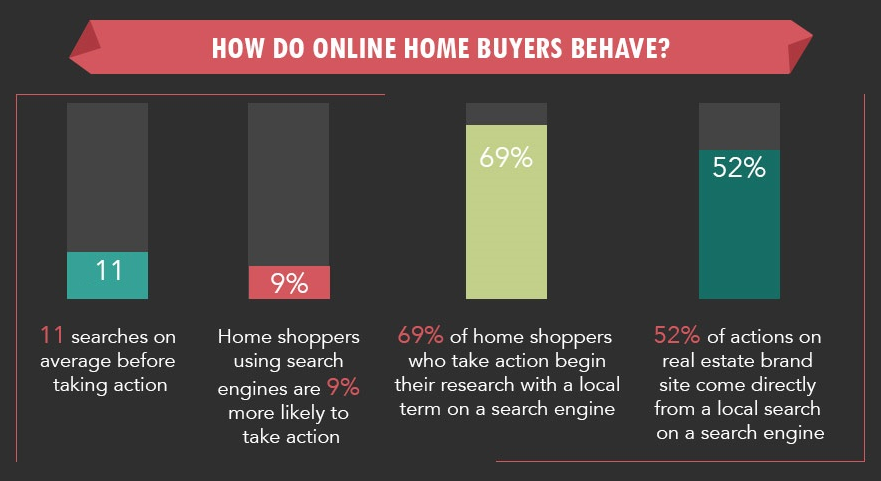 HOW DO ONLINE HOME BUYERS BEHAVE?
11
9%
69%
52%
11 searches on
average before
taking action
Home shoppers
using search
engines are 9%
more likely to
take action
69% of home shoppers
who take action begin
their research with a local
term on a search engine
52% of actions on
real estate brand
site come directly
from a local search
on a search engine